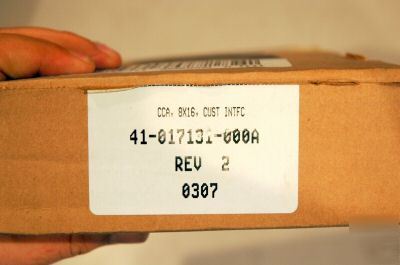 CCA, 8X16, CUST INTFC
41-017131-000A
REV 2
0307